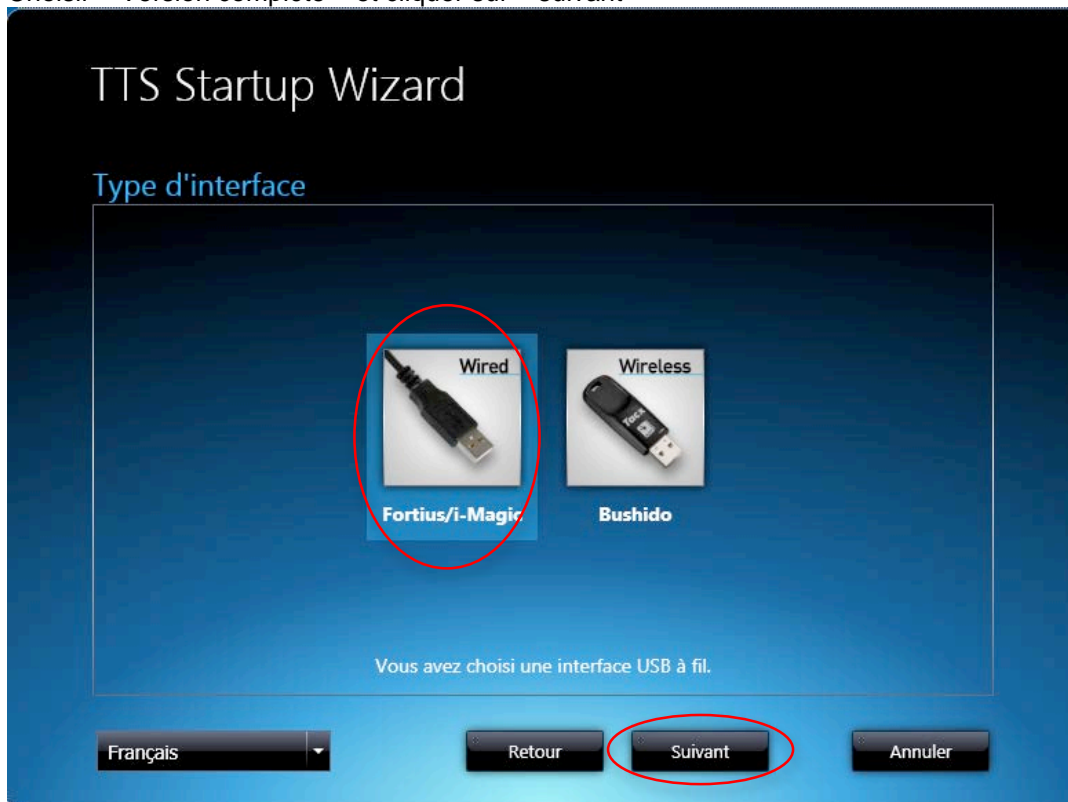 TTS Startup Wizard
Type d'interface
Wired
Wireless
Tacx
Fortius/i-Magic
Bushido
Vous avez choisi une interface USB à fil.
Français
Retour
Suivant
Annuler